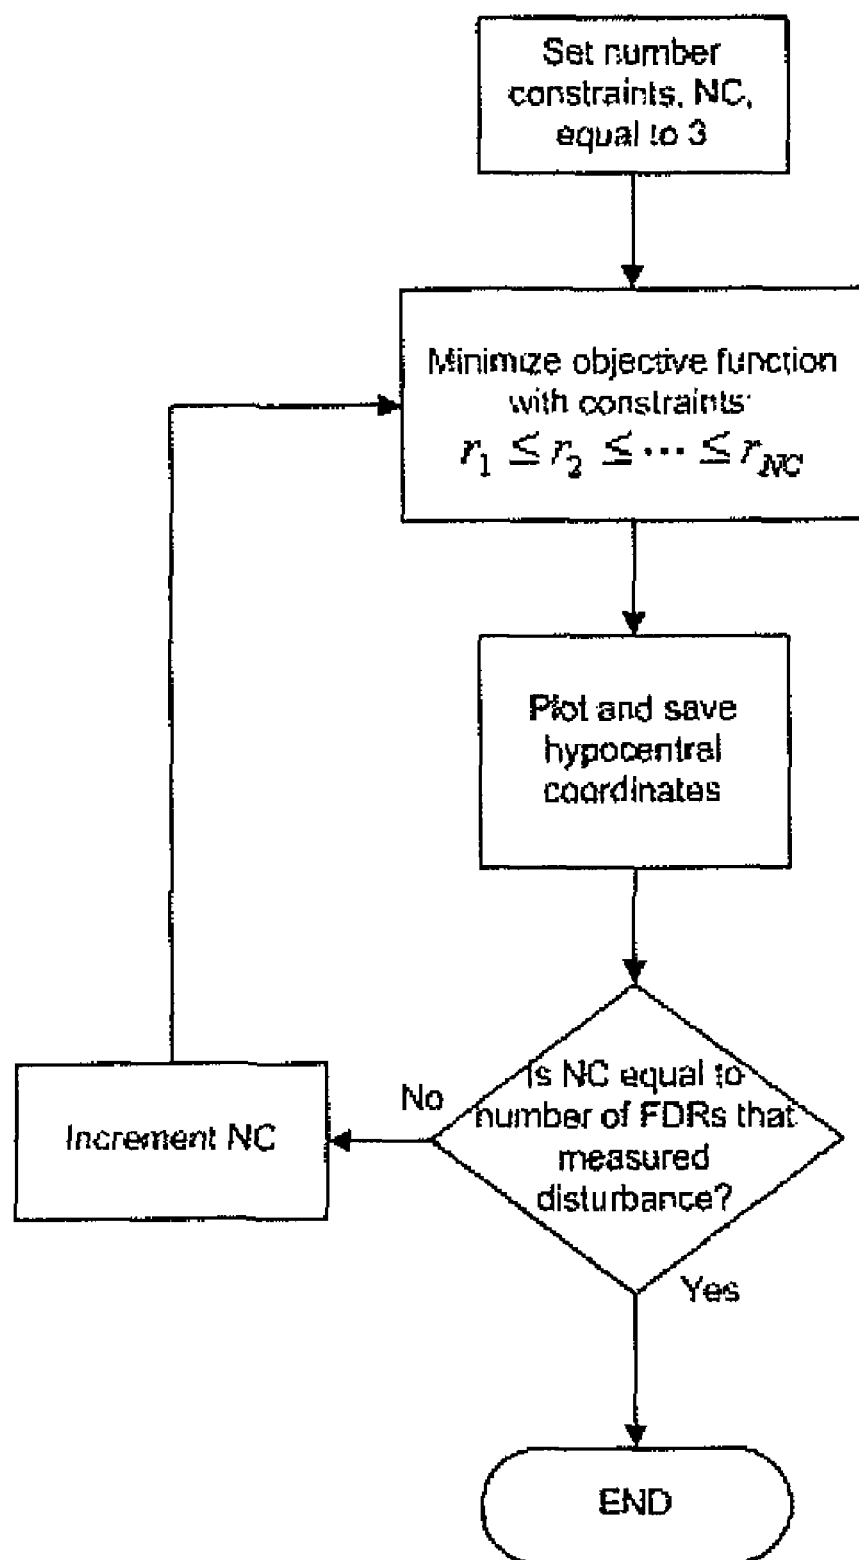 Set number
constraints, NC,
equal to 3
Minimize objective function
with constraints:
r₁ ≤ r₂ ≤ ⋯ ≤ r_NC
Plot and save
hypocentral
coordinates
Is NC equal to
number of FDRs that
measured
disturbance?
No
Increment NC
Yes
END